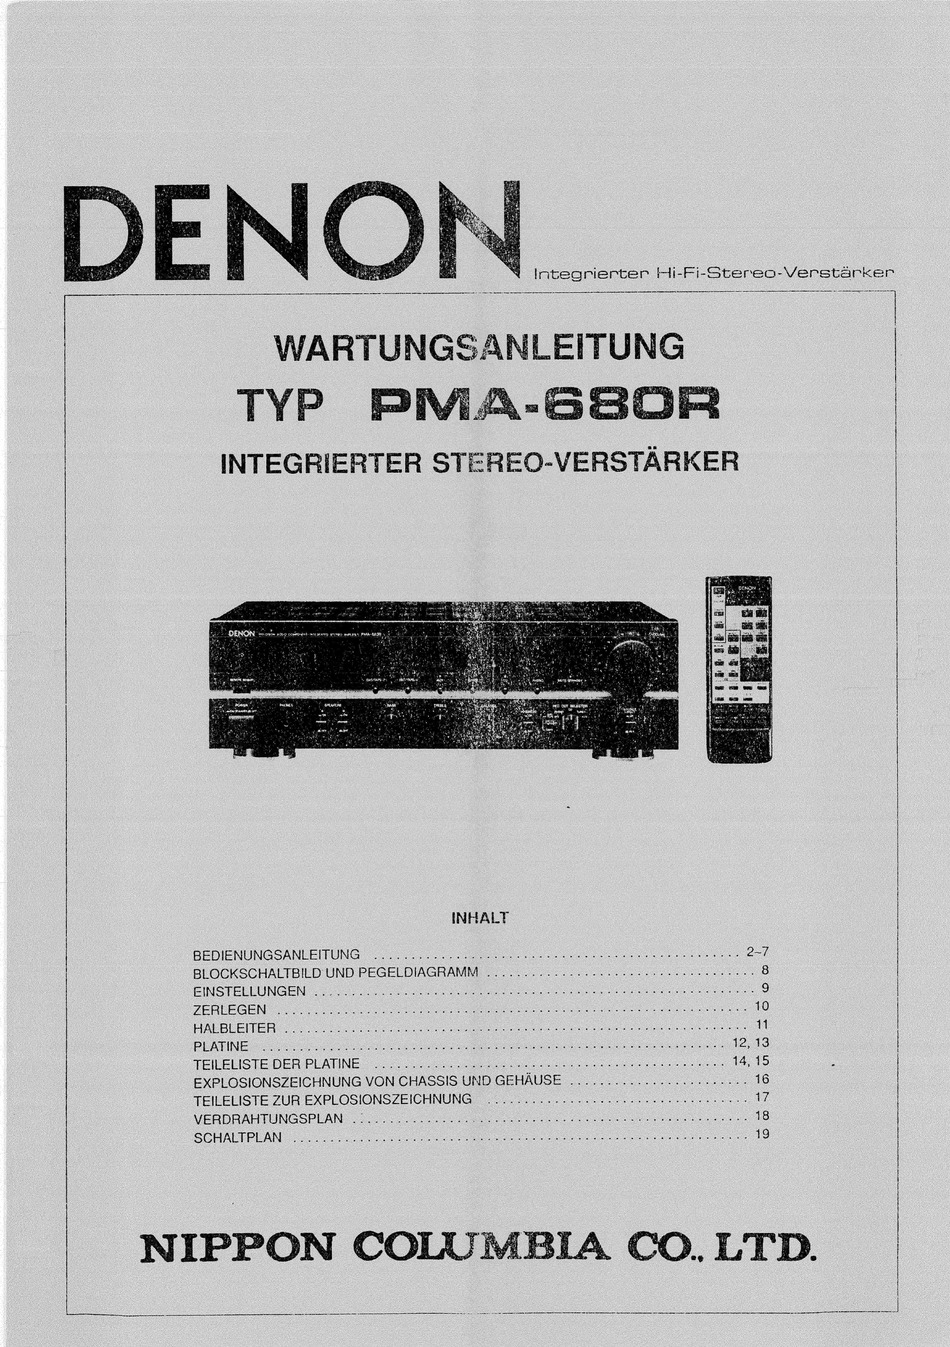 DENON
Integrierter Hi-Fi-Stereo-Verstärker
WARTUNGSANLEITUNG
TYP PMA-680R
INTEGRIERTER STEREO-VERSTÄRKER
DENON
DENON
INHALT
BEDIENUNGSANLEITUNG ........................................ 2–7
BLOCKSCHALTBILD UND PEGELDIAGRAMM ........................................ 8
EINSTELLUNGEN ........................................ 9
ZERLEGEN ........................................ 10
HALBLEITER ........................................ 11
PLATINE ........................................ 12, 13
TEILELISTE DER PLATINE ........................................ 14, 15
EXPLOSIONSZEICHNUNG VON CHASSIS UND GEHÄUSE ........................................ 16
TEILELISTE ZUR EXPLOSIONSZEICHNUNG ........................................ 17
VERDRAHTUNGSPLAN ........................................ 18
SCHALTPLAN ........................................ 19
NIPPON COLUMBIA CO., LTD.